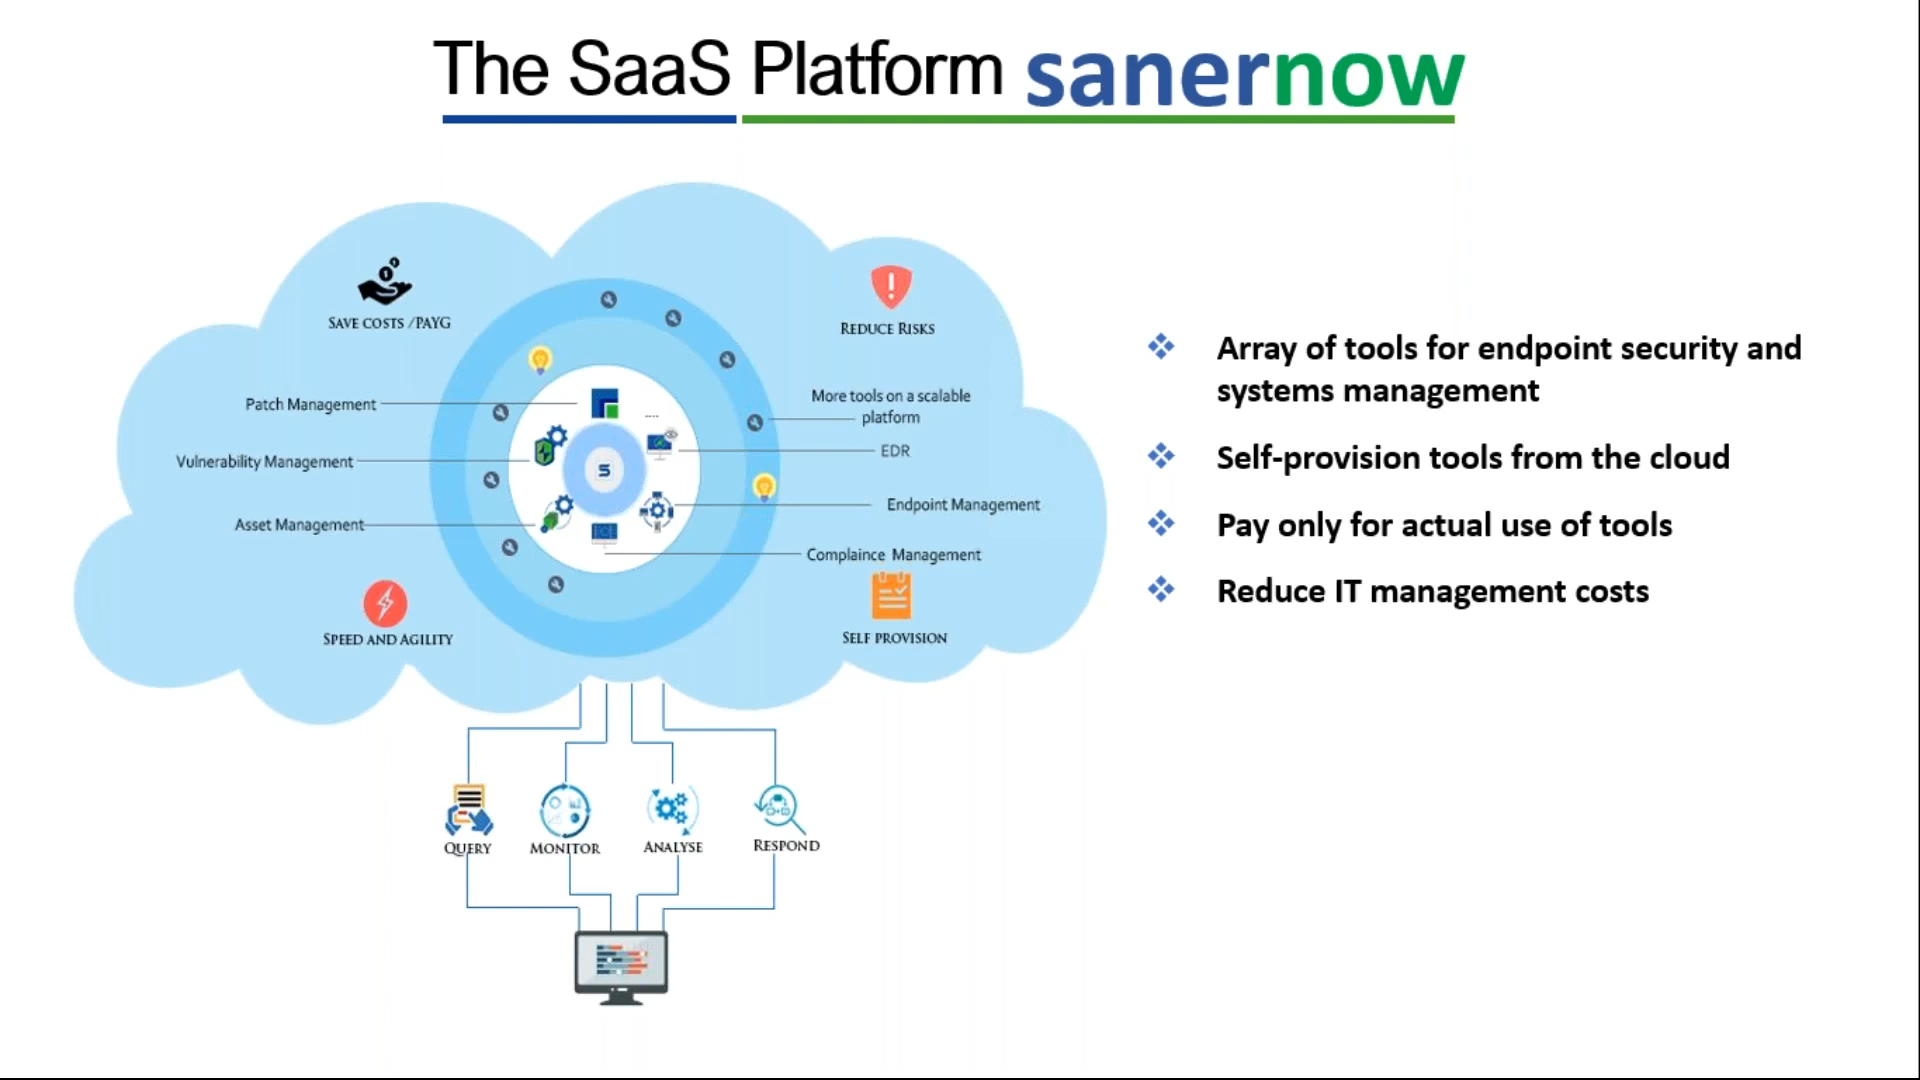 The SaaS Platform sanernow
SAVE COSTS /PAYG
REDUCE RISKS
Patch Management
Vulnerability Management
Asset Management
More tools on a scalable
platform
....
EDR
Endpoint Management
Complaince Management
S
SPEED AND AGILITY
SELF PROVISION
QUERY
MONITOR
ANALYSE
RESPOND
Array of tools for endpoint security and
systems management
Self-provision tools from the cloud
Pay only for actual use of tools
Reduce IT management costs